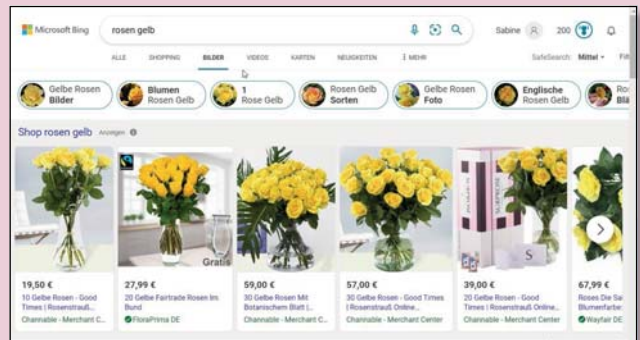 Microsoft Bing
rosen gelb
Sabine
200
ALLE SHOPPING BILDER VIDEOS KARTEN NEUIGKEITEN MEHR
SafeSearch: Mittel
Gelbe Rosen Bilder
Blumen Rosen Gelb
1 Rose Gelb
Rosen Gelb Sorten
Gelbe Rosen Foto
Englische Rosen Gelb
Shop rosen gelb Anzeigen
Gratis
S
19,50 € 27,99 € 59,00 € 57,00 € 39,00 € 67,99 €
10 Gelbe Rosen - Good Times | Rosenstrauß...
Channable - Merchant C...
20 Gelbe Fairtrade Rosen Im Bund
FloraPrima DE
30 Gelbe Rosen Mit Botanischem Blatt |...
Channable - Merchant C...
30 Gelbe Rosen - Good Times | Rosenstrauß Online...
Channable - Merchant Center
20 Gelbe Rosen - Good Times | Rosenstrauß Online...
Channable - Merchant Center
Roses Die Sa
Blumenfarbe:
Wayfair DE